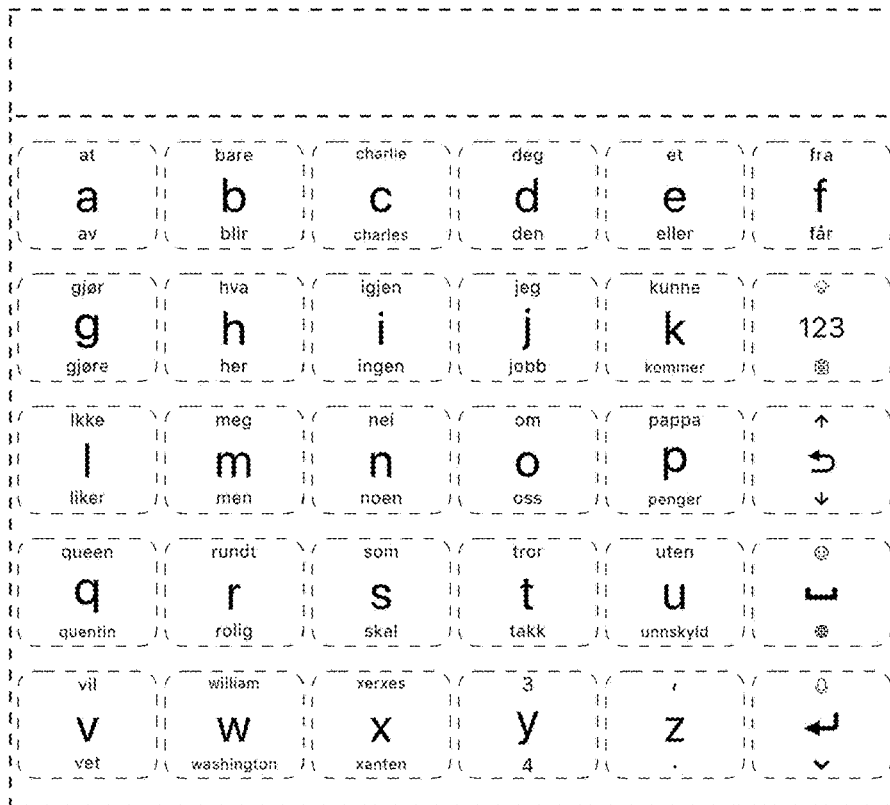 at bare charlie deg et fra
a b c d e f
av blir charles den eller får
gjør hva igjen jeg kunne
g h i j k 123
gjøre her ingen jobb kommer
Ikke meg nei om pappa ↑
l m n o p
liker men noen oss penger ↓
queen rundt som tror uten
q r s t u
quentin rolig skal takk unnskyld
vil william xerxes 3 ,
v w x y z
vet washington xanten 4 .